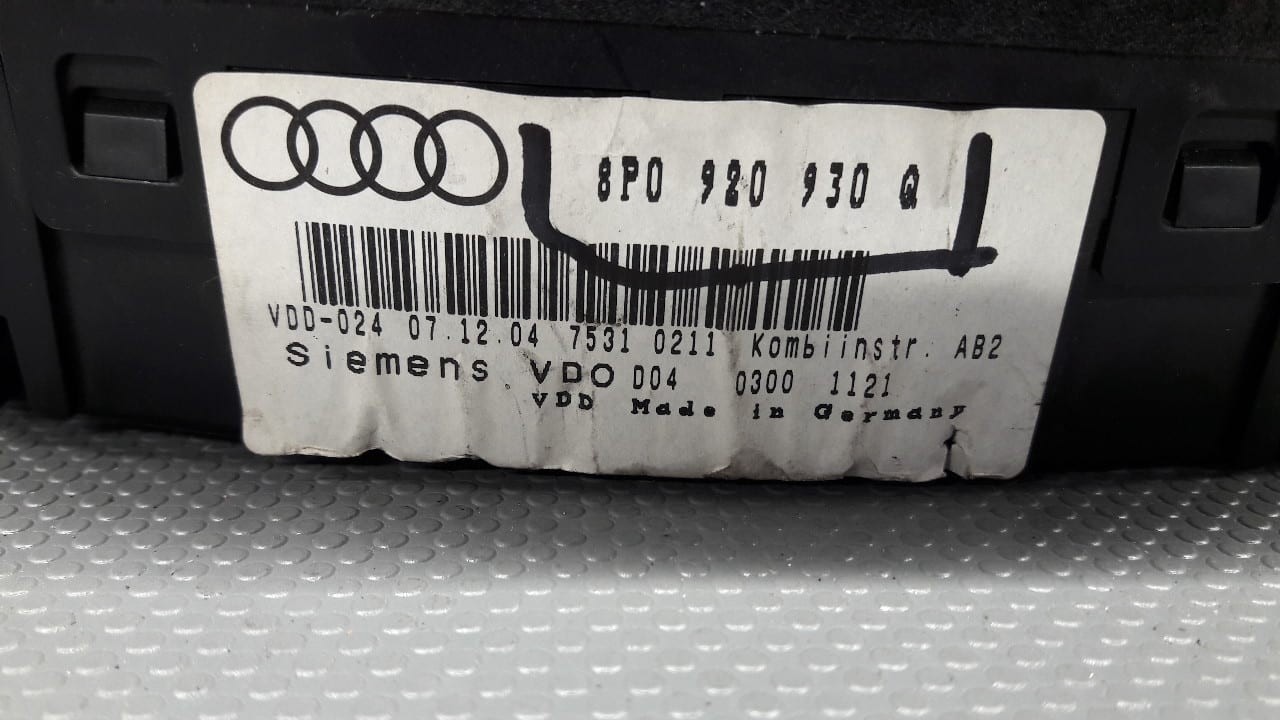 8P0 920 930 Q
VDD-024 07.12.04 7531 0211 Kombiinstr. AB2
Siemens VDO D04 0300 1121
VDD Made in Germany